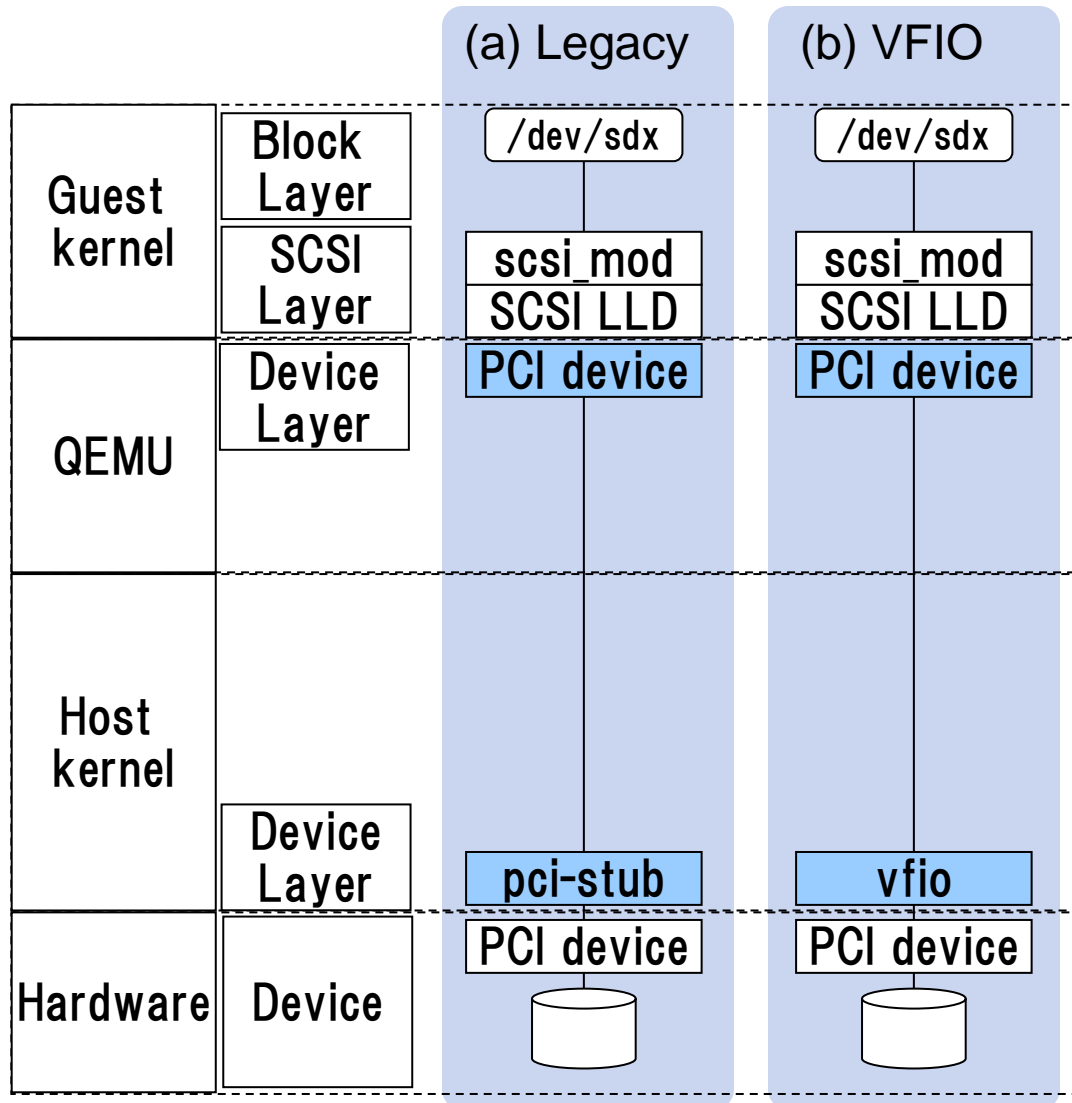 (a) Legacy
(b) VFIO
Guest
kernel
Block
Layer
/dev/sdx
/dev/sdx
SCSI
Layer
scsi_mod
SCSI LLD
scsi_mod
SCSI LLD
QEMU
Device
Layer
PCI device
PCI device
Host
kernel
Device
Layer
pci-stub
vfio
Hardware
Device
PCI device
PCI device